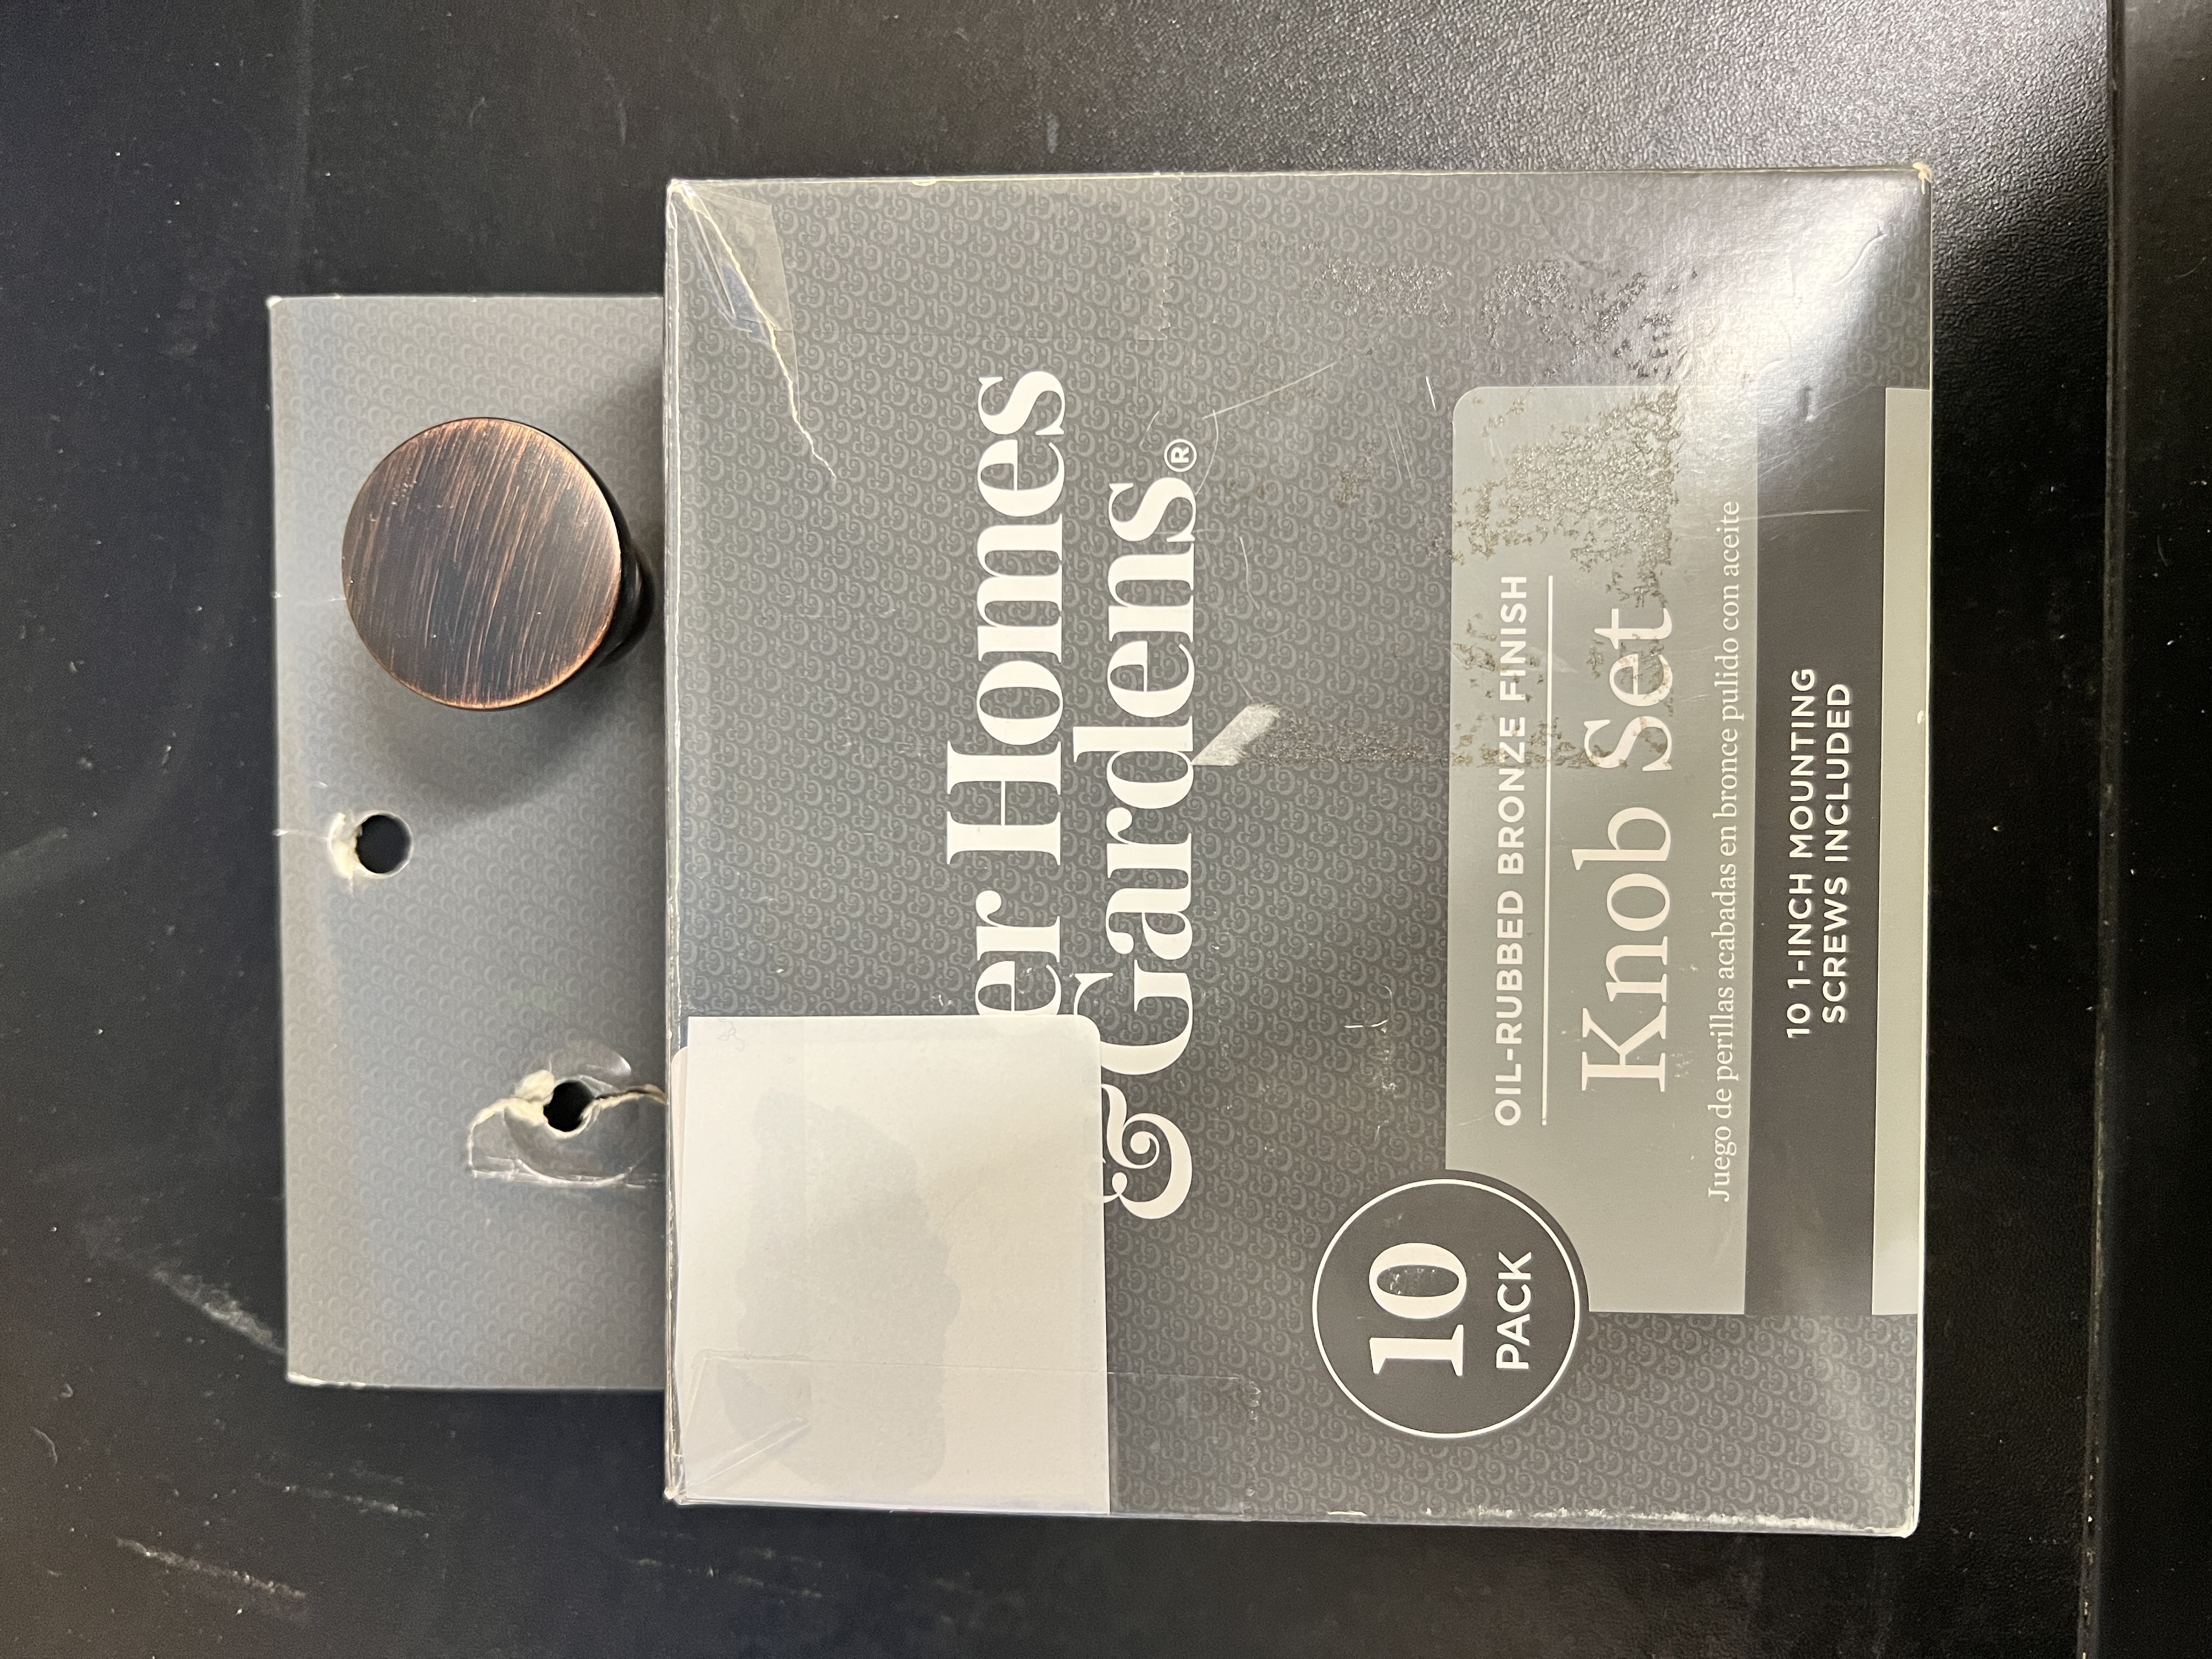 er Homes
& Gardens®
OIL-RUBBED BRONZE FINISH
Knob Set
Juego de perillas acabadas en bronce pulido con aceite
10
PACK
10 1-INCH MOUNTING
SCREWS INCLUDED